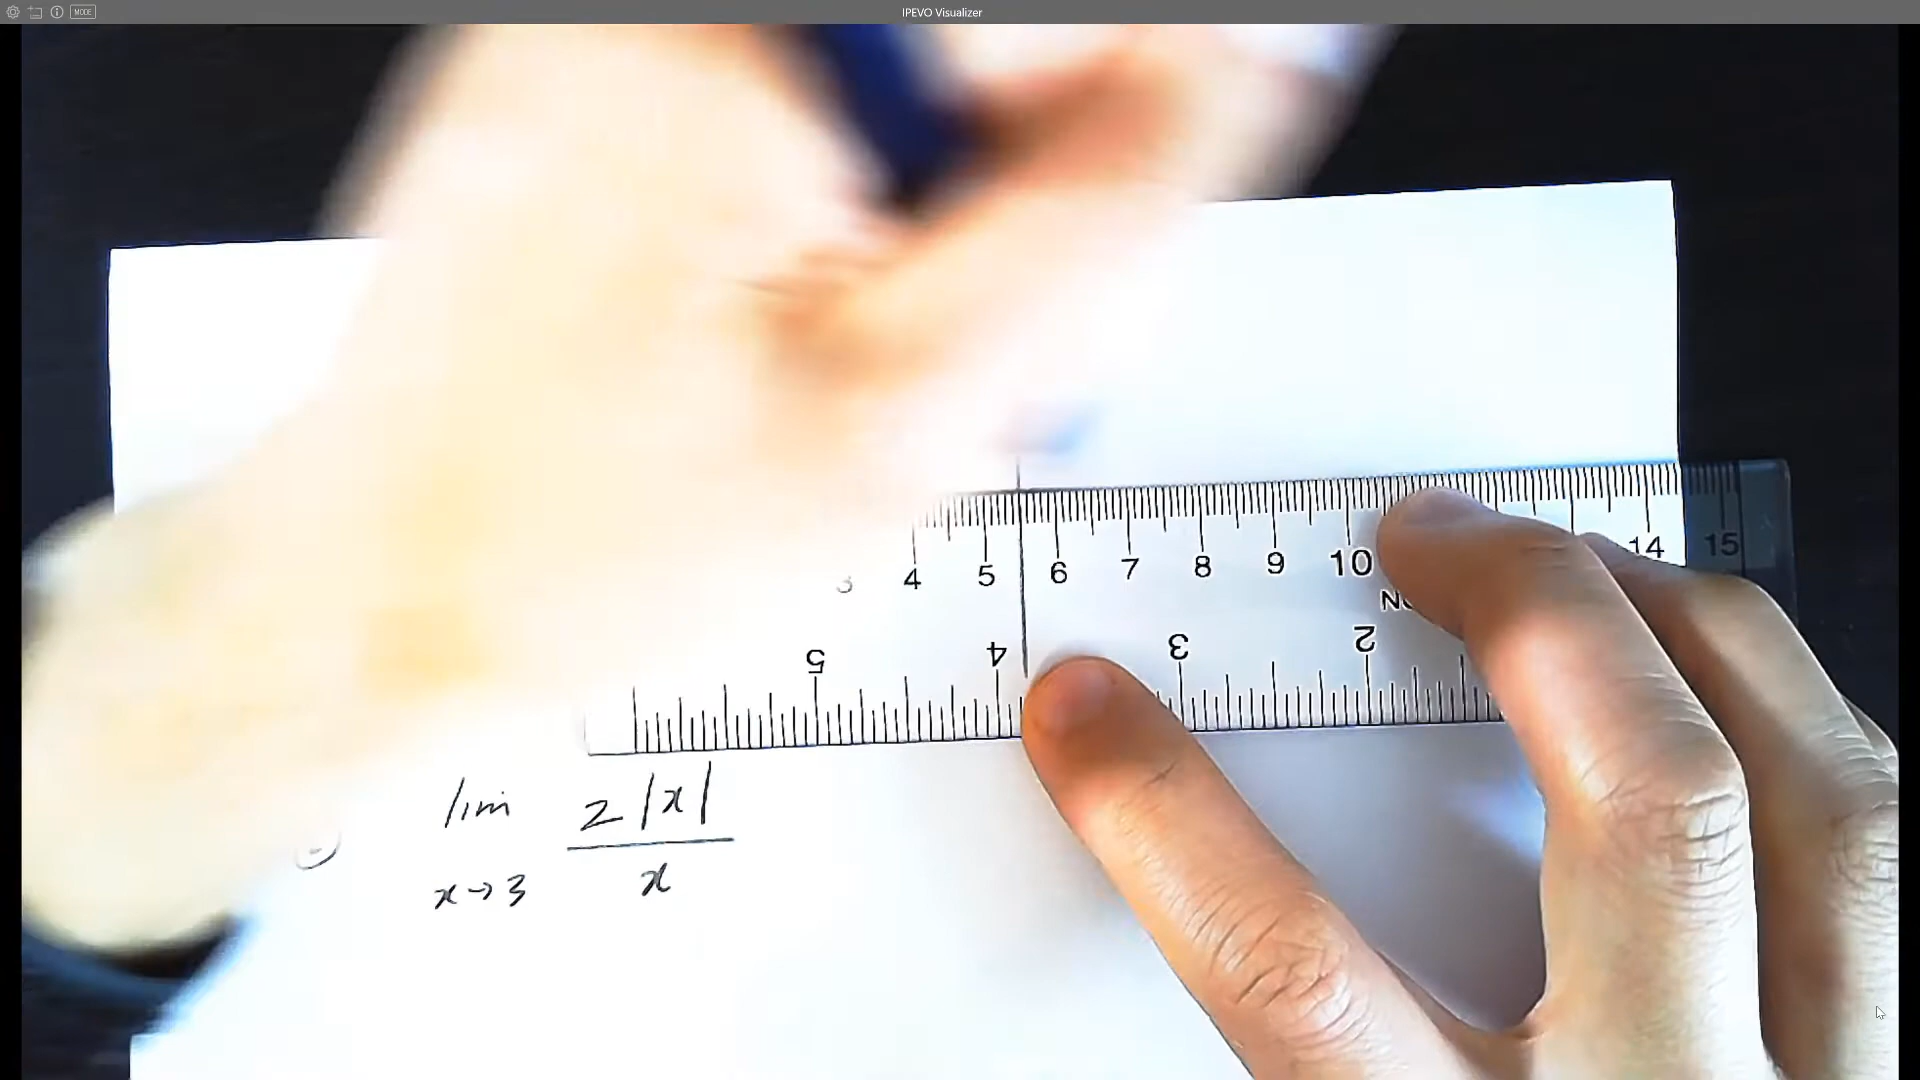 MODE
IPEVO Visualizer
4 5 6 7 8 9 10 14 15
5 4 3 2
lim 2|x|
x→3 x